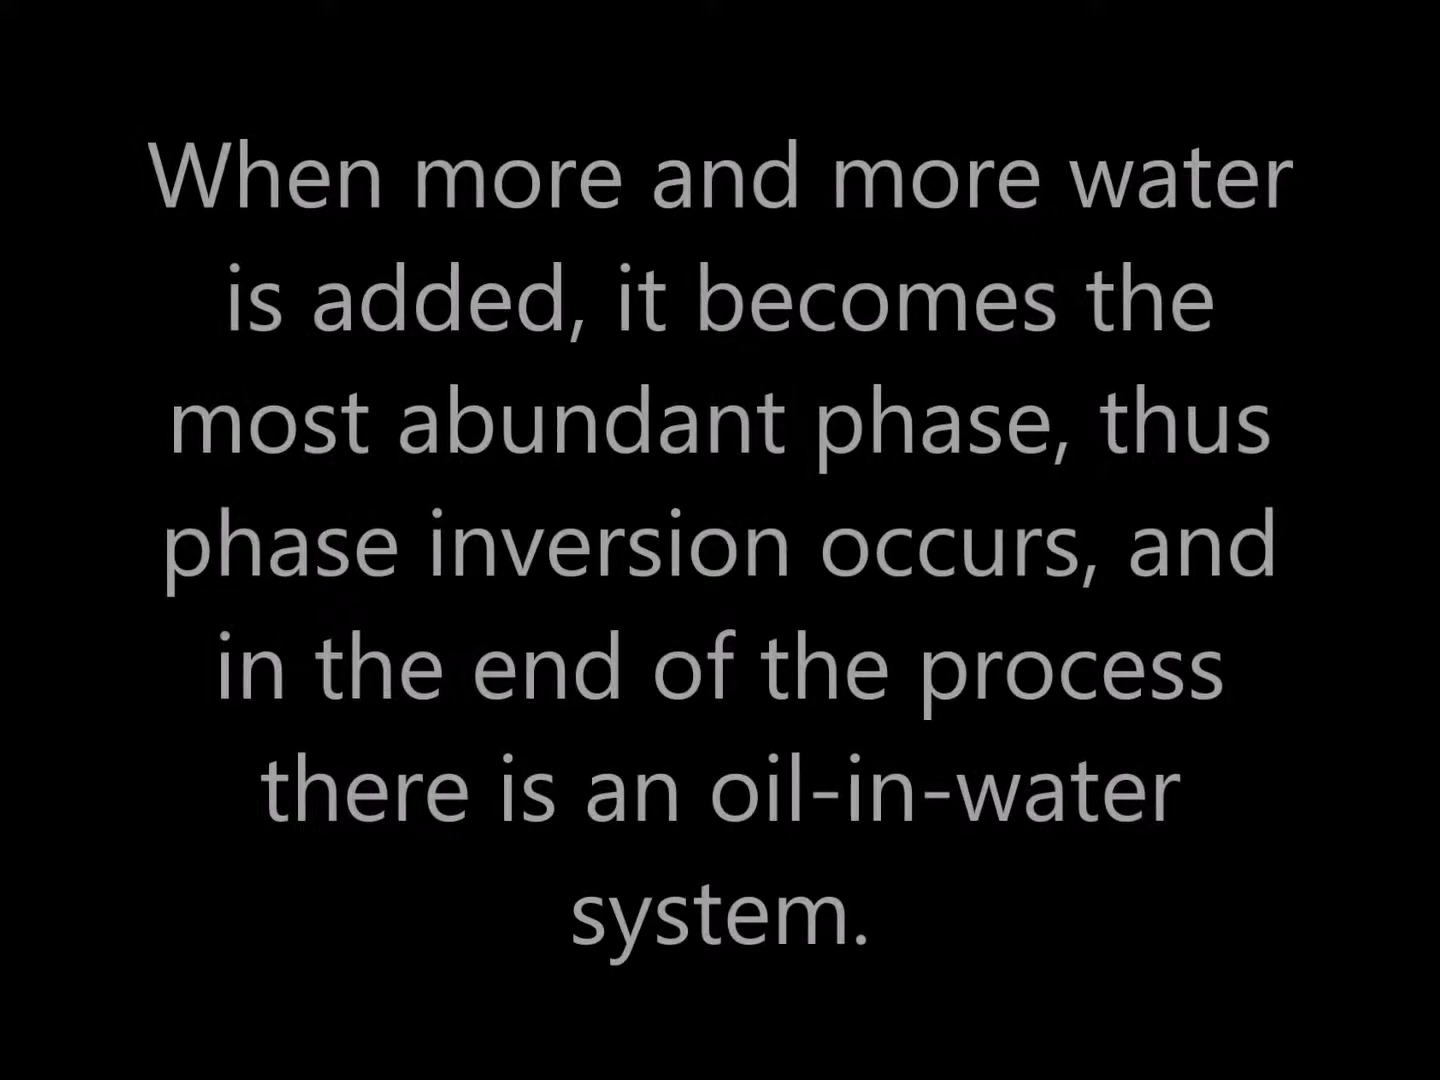 When more and more water
is added, it becomes the
most abundant phase, thus
phase inversion occurs, and
in the end of the process
there is an oil-in-water
system.